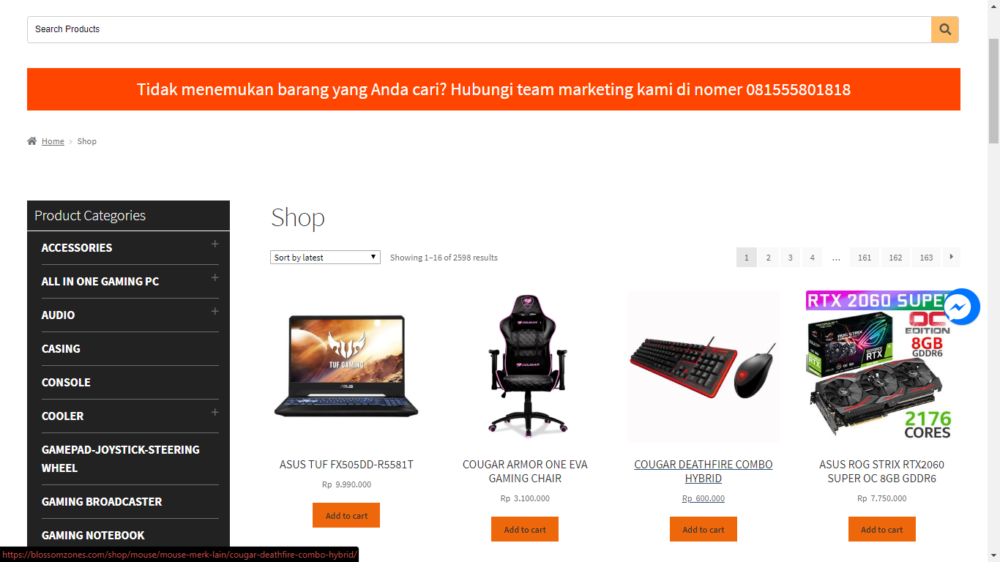 Search Products
Tidak menemukan barang yang Anda cari? Hubungi team marketing kami di nomer 081555801818
Home › Shop
Product Categories
ACCESSORIES +
ALL IN ONE GAMING PC +
AUDIO +
CASING
CONSOLE
COOLER +
GAMEPAD-JOYSTICK-STEERING
WHEEL
GAMING BROADCASTER
GAMING NOTEBOOK
Shop
Sort by latest
Showing 1–16 of 2598 results
1 2 3 4 … 161 162 163
TUF GAMING
ASUS
ASUS TUF FX505DD-R5581T
Rp 9.990.000
Add to cart
COUGAR
COUGAR
COUGAR ARMOR ONE EVA
GAMING CHAIR
Rp 3.100.000
Add to cart
COUGAR DEATHFIRE COMBO
HYBRID
Rp 600.000
Add to cart
RTX 2060 SUPER
OC
EDITION
8GB
GDDR6
ROG STRIX
GEFORCE
RTX
2176
CORES
ASUS ROG STRIX RTX2060
SUPER OC 8GB GDDR6
Rp 7.750.000
Add to cart
https://blossomzones.com/shop/mouse/mouse-merk-lain/cougar-deathfire-combo-hybrid/